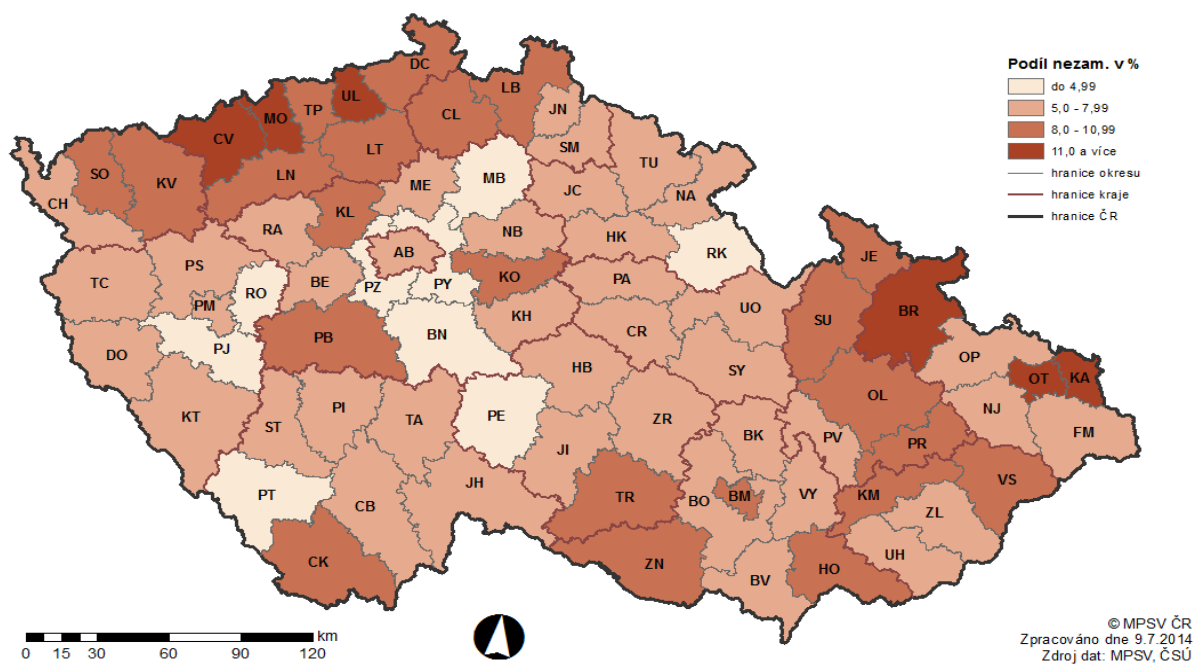 DC
LB
UL
TP
MO
CL
JN
CV
LT
SM
TU
SO
KV
LN
MB
ME
JC
NA
CH
KL
RA
NB
HK
AB
RK
PS
KO
JE
TC
BE
PZ
PY
PA
RO
PM
UO
BR
KH
CR
SU
PB
BN
PJ
DO
OP
HB
SY
OT
KA
OL
PI
TA
PE
NJ
KT
ST
ZR
BK
PV
FM
PR
JI
PT
JH
TR
BM
VY
KM
VS
CB
BO
ZL
UH
CK
ZN
BV
HO
Podíl nezam. v %
do 4,99
5,0 - 7,99
8,0 - 10,99
11,0 a více
hranice okresu
hranice kraje
hranice ČR
km
0 15 30 60 90 120
© MPSV ČR
Zpracováno dne 9.7.2014
Zdroj dat: MPSV, ČSÚ